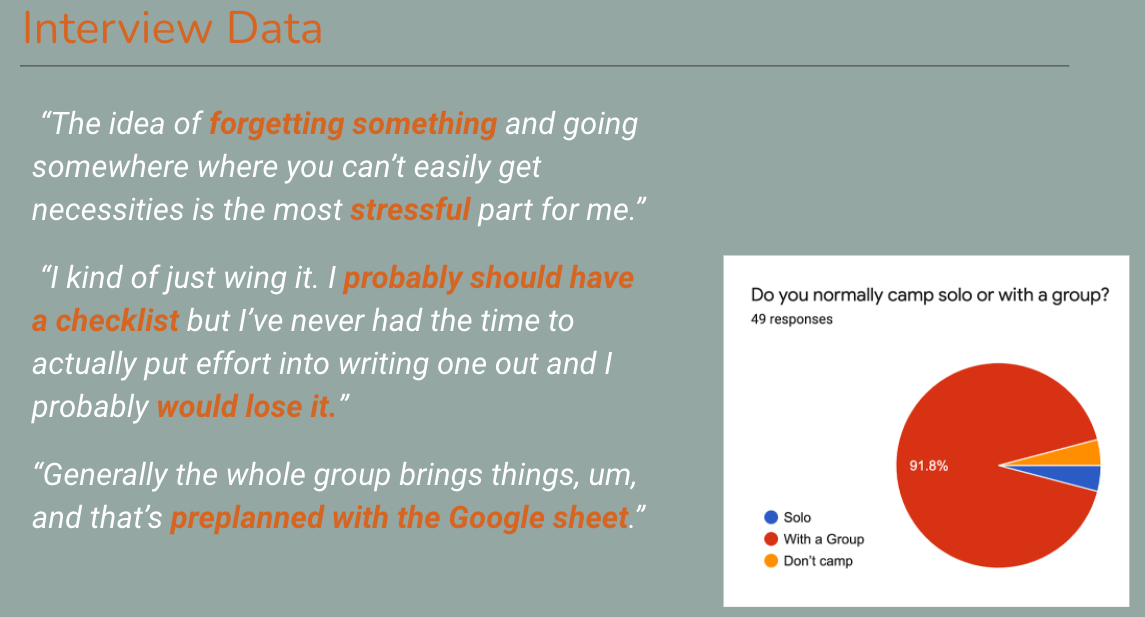 Interview Data
“The idea of forgetting something and going
somewhere where you can’t easily get
necessities is the most stressful part for me.”
“I kind of just wing it. I probably should have
a checklist but I’ve never had the time to
actually put effort into writing one out and I
probably would lose it.”
“Generally the whole group brings things, um,
and that’s preplanned with the Google sheet.”
Do you normally camp solo or with a group?
49 responses
91.8%
Solo
With a Group
Don’t camp